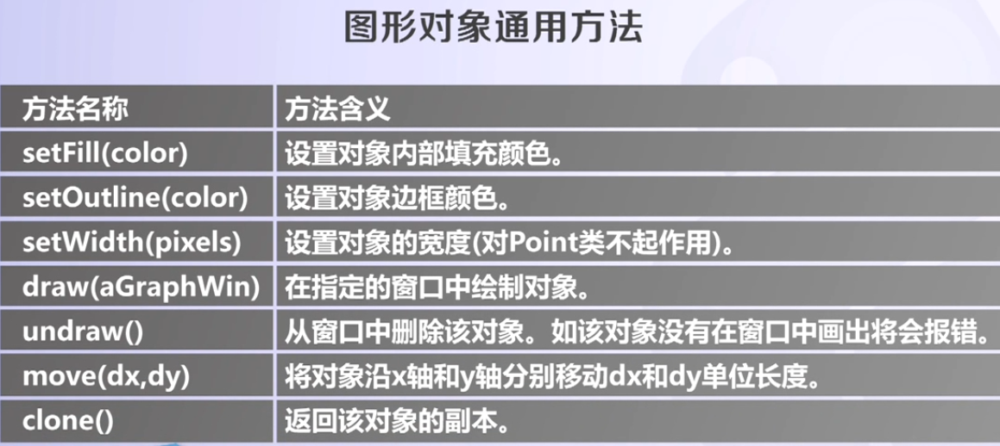 图形对象通用方法
方法名称 方法含义
setFill(color) 设置对象内部填充颜色。
setOutline(color) 设置对象边框颜色。
setWidth(pixels) 设置对象的宽度(对Point类不起作用)。
draw(aGraphWin) 在指定的窗口中绘制对象。
undraw() 从窗口中删除该对象。如该对象没有在窗口中画出将会报错。
move(dx,dy) 将对象沿x轴和y轴分别移动dx和dy单位长度。
clone() 返回该对象的副本。